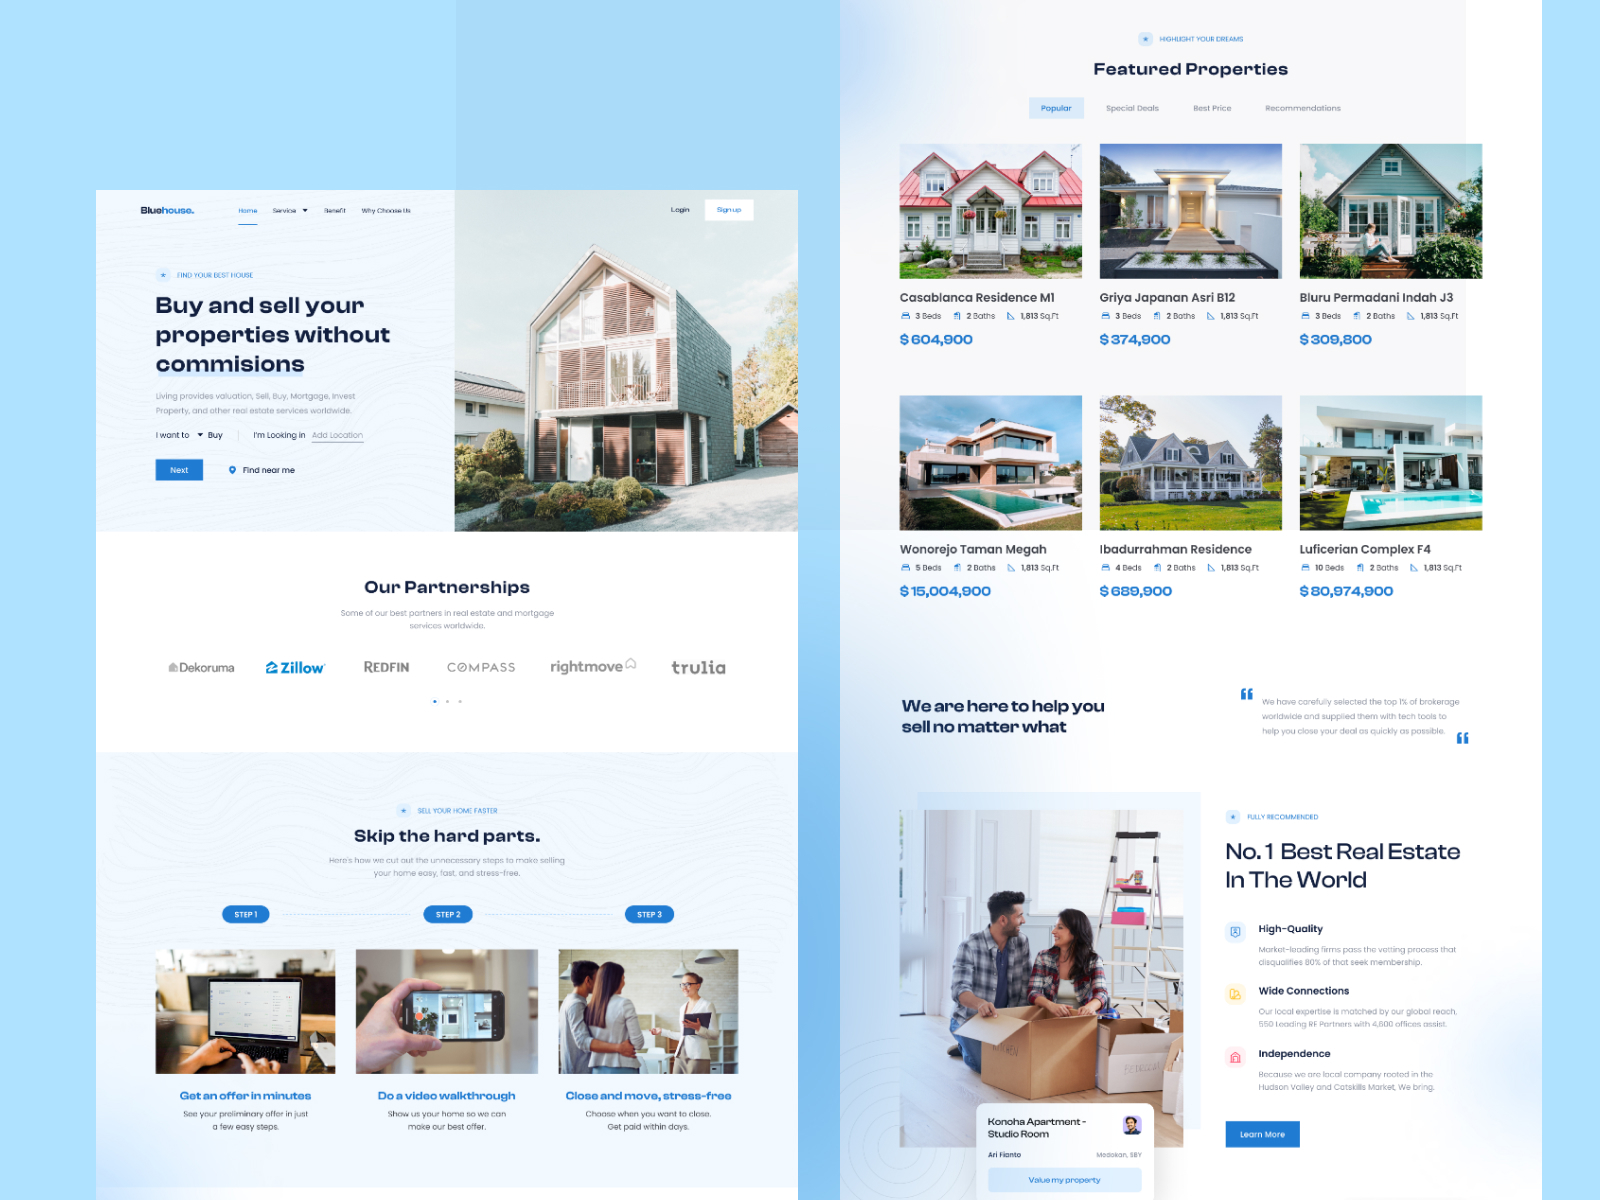 Bluehouse.
Home
Service
Benefit
Why Choose Us
Login
Sign up
FIND YOUR BEST HOUSE
Buy and sell your
properties without
commisions
Living provides valuation, Sell, Buy, Mortgage, Invest
Property, and other real estate services worldwide.
I want to Buy
I'm Looking in Add Location
Next
Find near me
Our Partnerships
Some of our best partners in real estate and mortgage
services worldwide.
Dekoruma
Zillow
REDFIN
COMPASS
rightmove
trulia
SELL YOUR HOME FASTER
Skip the hard parts.
Here's how we cut out the unnecessary steps to make selling
your home easy, fast, and stress-free.
STEP 1
STEP 2
STEP 3
Get an offer in minutes
See your preliminary offer in just
a few easy steps.
Do a video walkthrough
Show us your home so we can
make our best offer.
Close and move, stress-free
Choose when you want to close.
Get paid within days.
HIGHLIGHT YOUR DREAMS
Featured Properties
Popular
Special Deals
Best Price
Recommendations
Casablanca Residence M1
3 Beds 2 Baths 1,813 Sq.Ft
$ 604,900
Griya Japanan Asri B12
3 Beds 2 Baths 1,813 Sq.Ft
$ 374,900
Bluru Permadani Indah J3
3 Beds 2 Baths 1,813 Sq.Ft
$ 309,800
Wonorejo Taman Megah
5 Beds 2 Baths 1,813 Sq.Ft
$ 15,004,900
Ibadurrahman Residence
4 Beds 2 Baths 1,813 Sq.Ft
$ 689,900
Luficerian Complex F4
10 Beds 2 Baths 1,813 Sq.Ft
$ 80,974,900
We are here to help you
sell no matter what
We have carefully selected the top 1% of brokerage
worldwide and supplied them with tech tools to
help you close your deal as quickly as possible.
KITCHEN
Konoha Apartment -
Studio Room
Ari Fianto
Medokan, SBY
Value my property
FULLY RECOMMENDED
No. 1 Best Real Estate
In The World
High-Quality
Market-leading firms pass the vetting process that
disqualifies 80% of that seek membership.
Wide Connections
Our local expertise is matched by our global reach,
550 Leading RF Partners with 4,600 offices assist.
Independence
Because we are local company rooted in the
Hudson Valley and Catskills Market, We bring.
Learn More